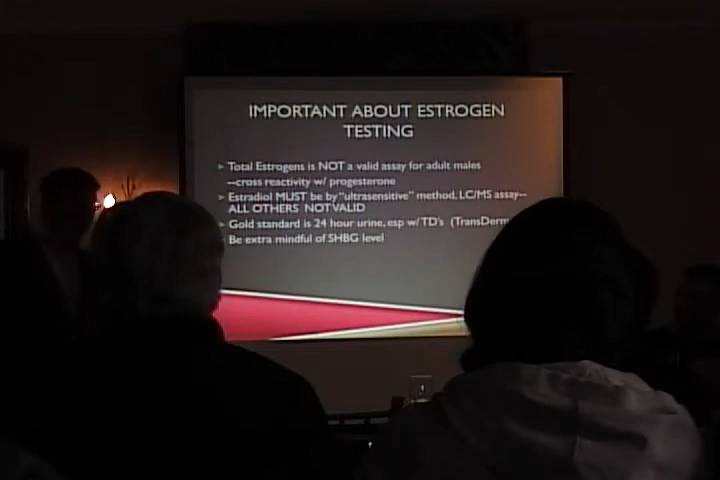 IMPORTANT ABOUT ESTROGEN
TESTING
Total Estrogens is NOT a valid assay for adult males
--cross reactivity w/ progesterone
Estradiol MUST be by "ultrasensitive" method, LC/MS assay--
ALL OTHERS NOT VALID
Gold standard is 24 hour urine, esp w/ TD's (TransDerm
Be extra mindful of SHBG level